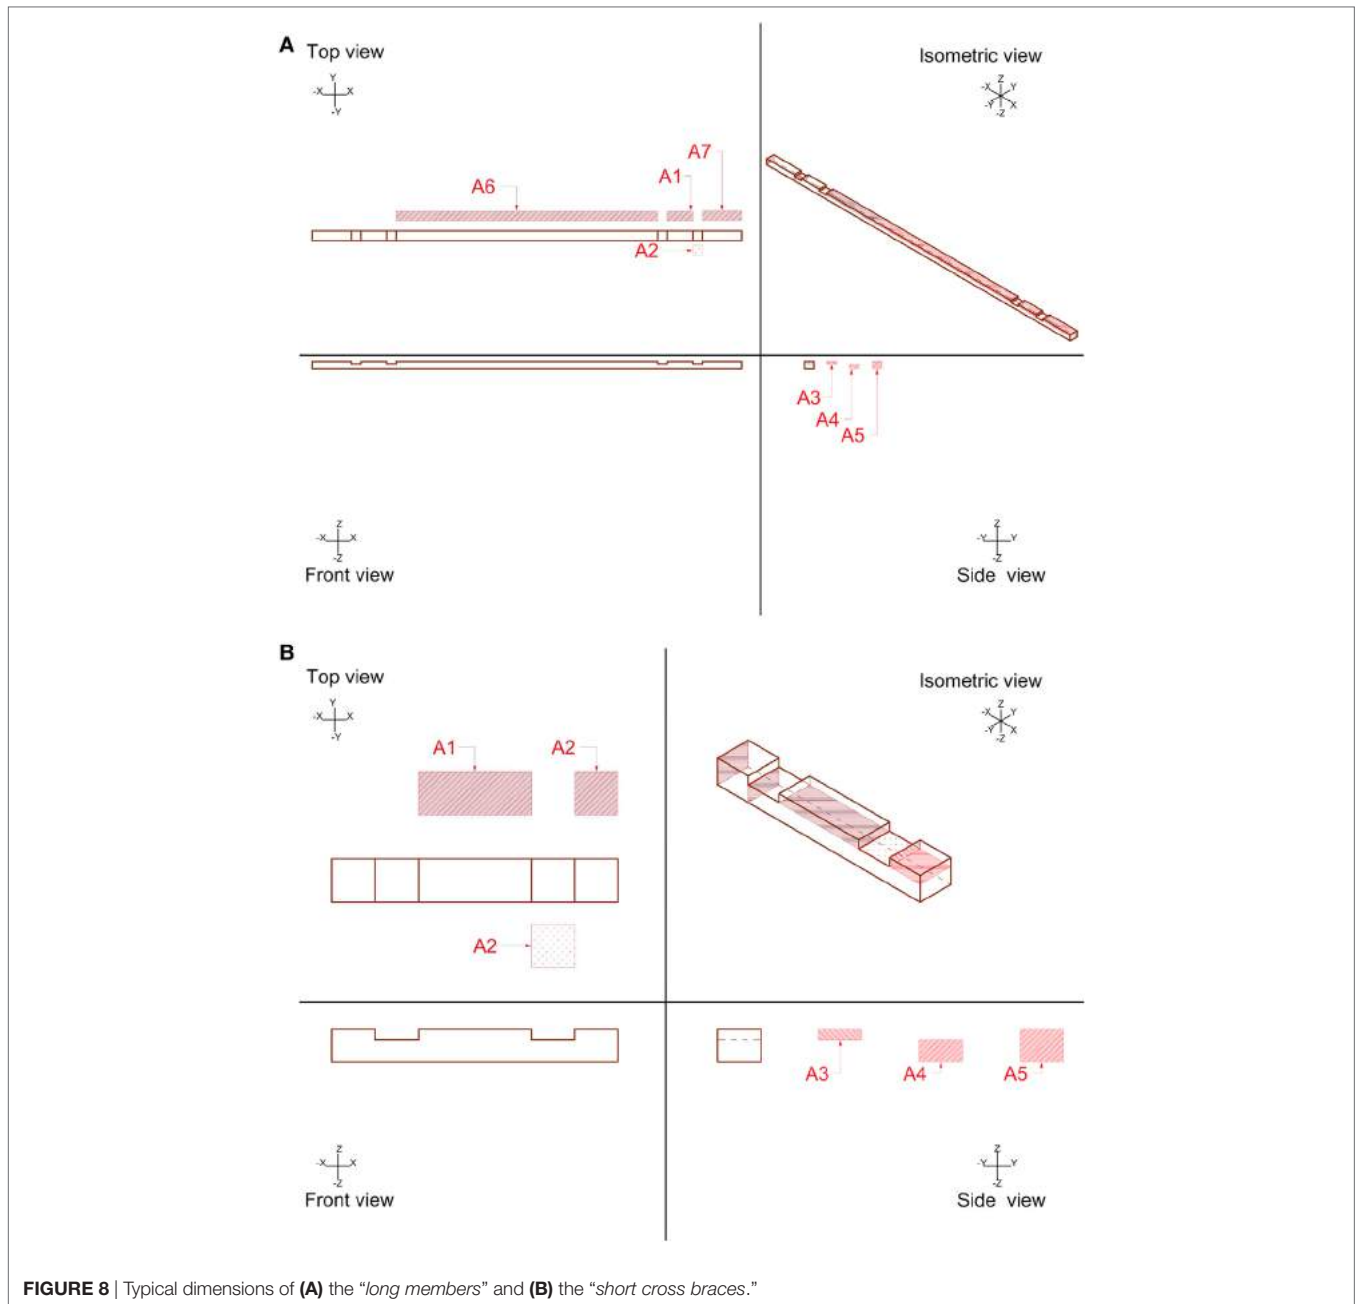 A
Top view
Isometric view
Y
-X X
-Y
Z
-X Y
-Y X
-Z
A7
A1
A6
A2
A3
A4
A5
Z
-X X
-Z
Front view
Z
-Y Y
-Z
Side view
B
Top view
Isometric view
Y
-X X
-Y
Z
-X Y
-Y X
-Z
A1 A2
A2
A3 A4 A5
Z
-X X
-Z
Front view
Z
-Y Y
-Z
Side view
FIGURE 8 | Typical dimensions of (A) the “long members” and (B) the “short cross braces.”